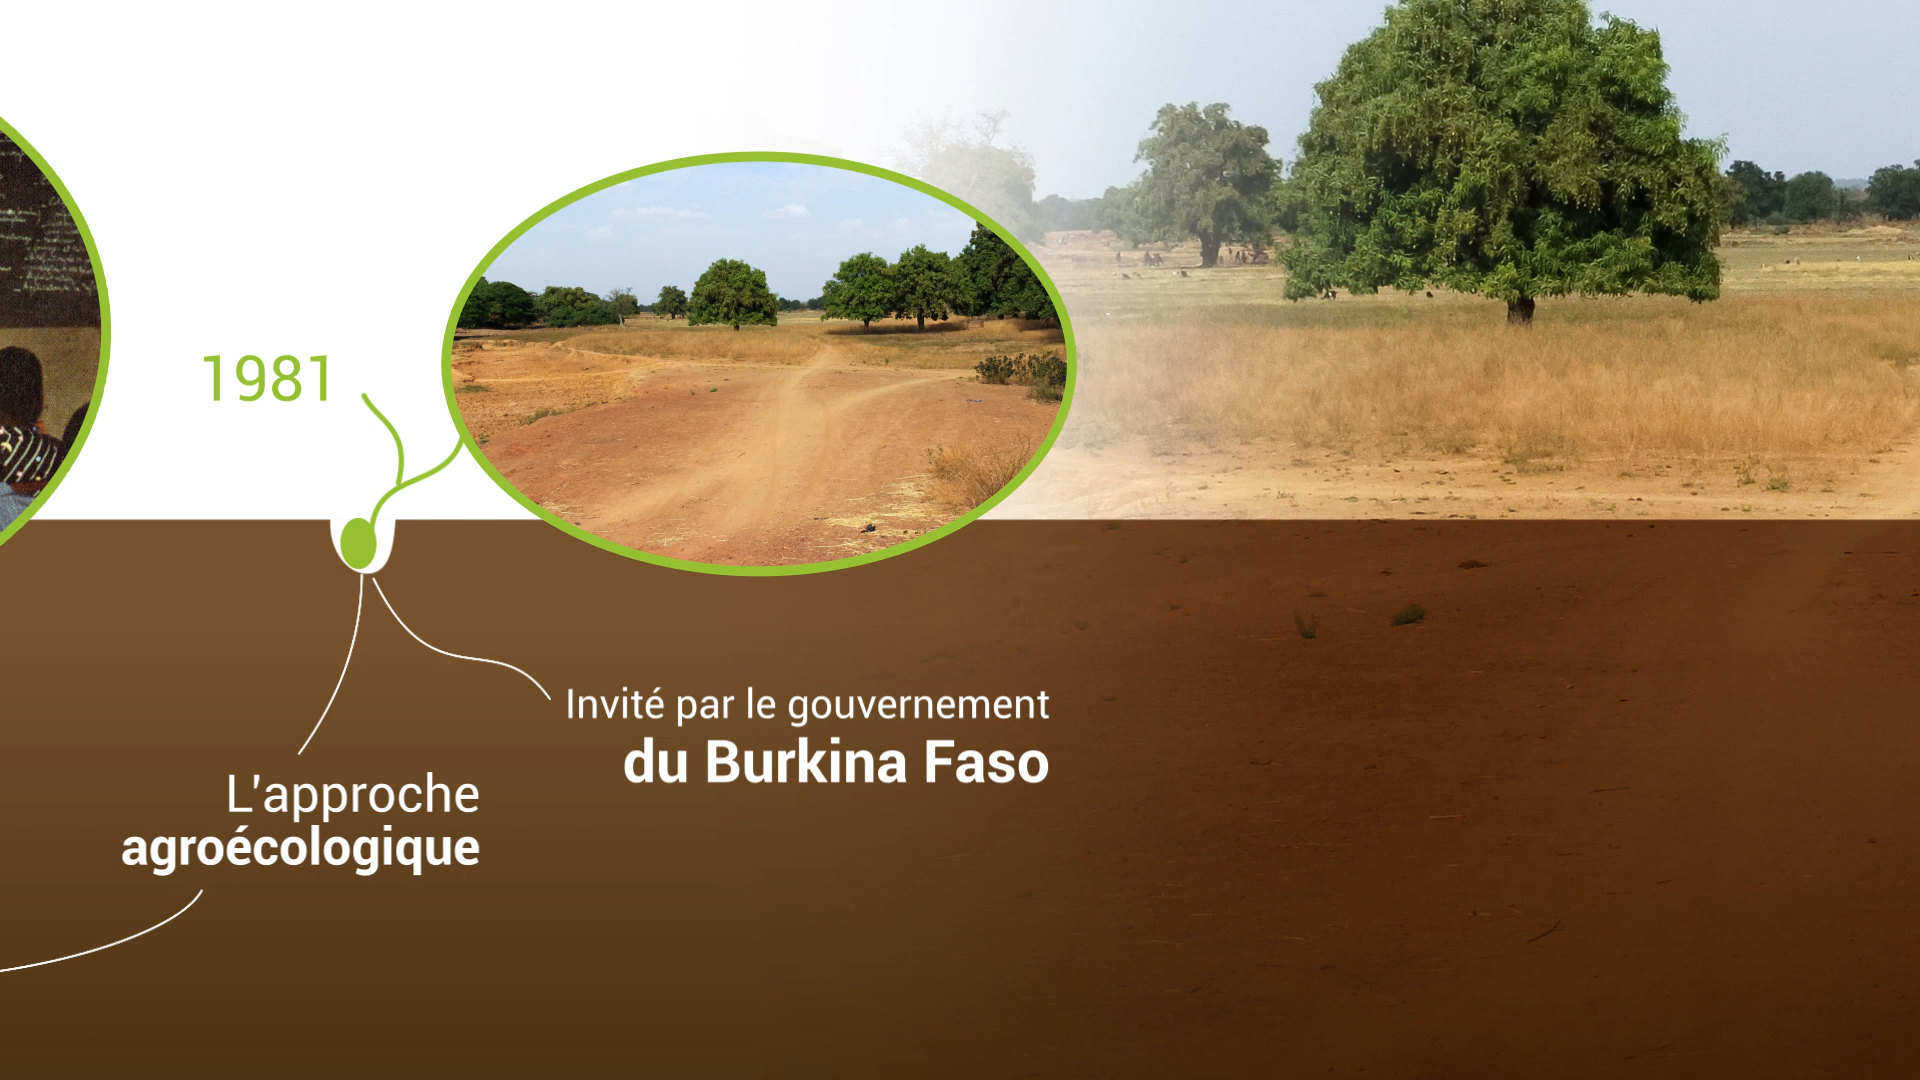 1981
Invité par le gouvernement
du Burkina Faso
L'approche
agroécologique